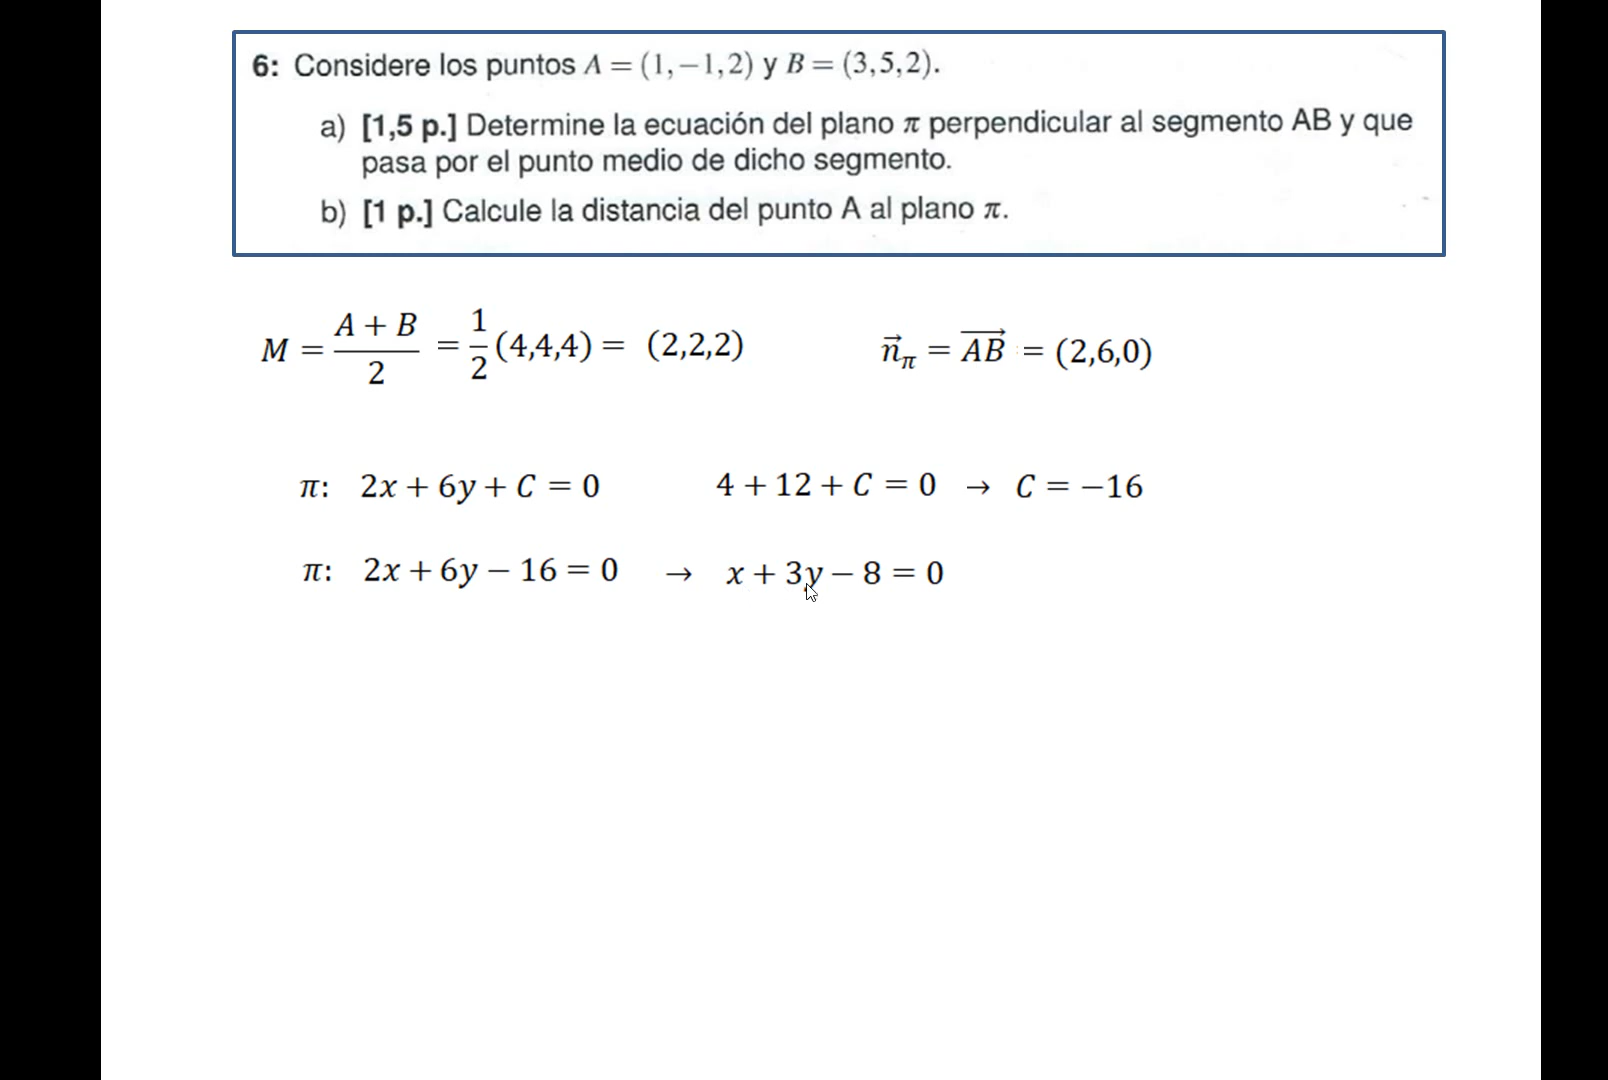 6: Considere los puntos A = (1,−1,2) y B = (3,5,2).
a) [1,5 p.] Determine la ecuación del plano π perpendicular al segmento AB y que
pasa por el punto medio de dicho segmento.
b) [1 p.] Calcule la distancia del punto A al plano π.
M = (A + B)/2 = 1/2 (4,4,4) = (2,2,2) n⃗π = AB⃗ = (2,6,0)
π: 2x + 6y + C = 0 4 + 12 + C = 0 → C = −16
π: 2x + 6y − 16 = 0 → x + 3y − 8 = 0